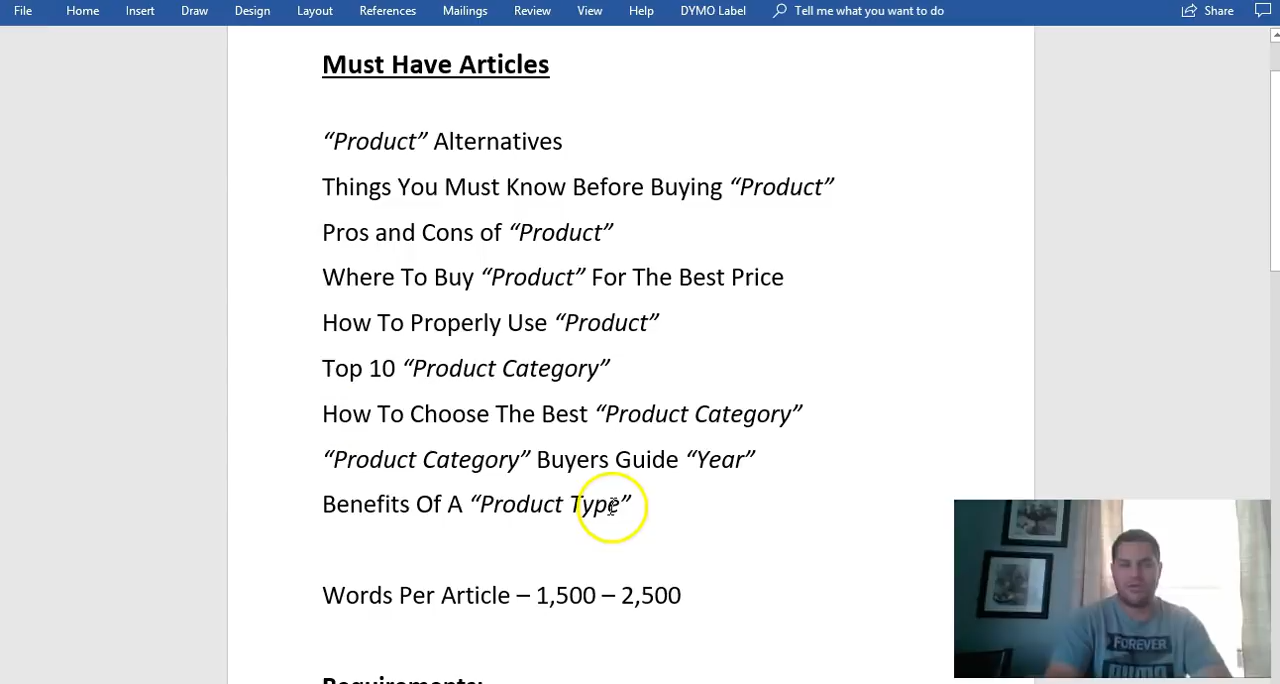 File Home Insert Draw Design Layout References Mailings Review View Help DYMO Label Tell me what you want to do Share
Must Have Articles
“Product” Alternatives
Things You Must Know Before Buying “Product”
Pros and Cons of “Product”
Where To Buy “Product” For The Best Price
How To Properly Use “Product”
Top 10 “Product Category”
How To Choose The Best “Product Category”
“Product Category” Buyers Guide “Year”
Benefits Of A “Product Type”
Words Per Article – 1,500 – 2,500
FOREVER
Requirements: